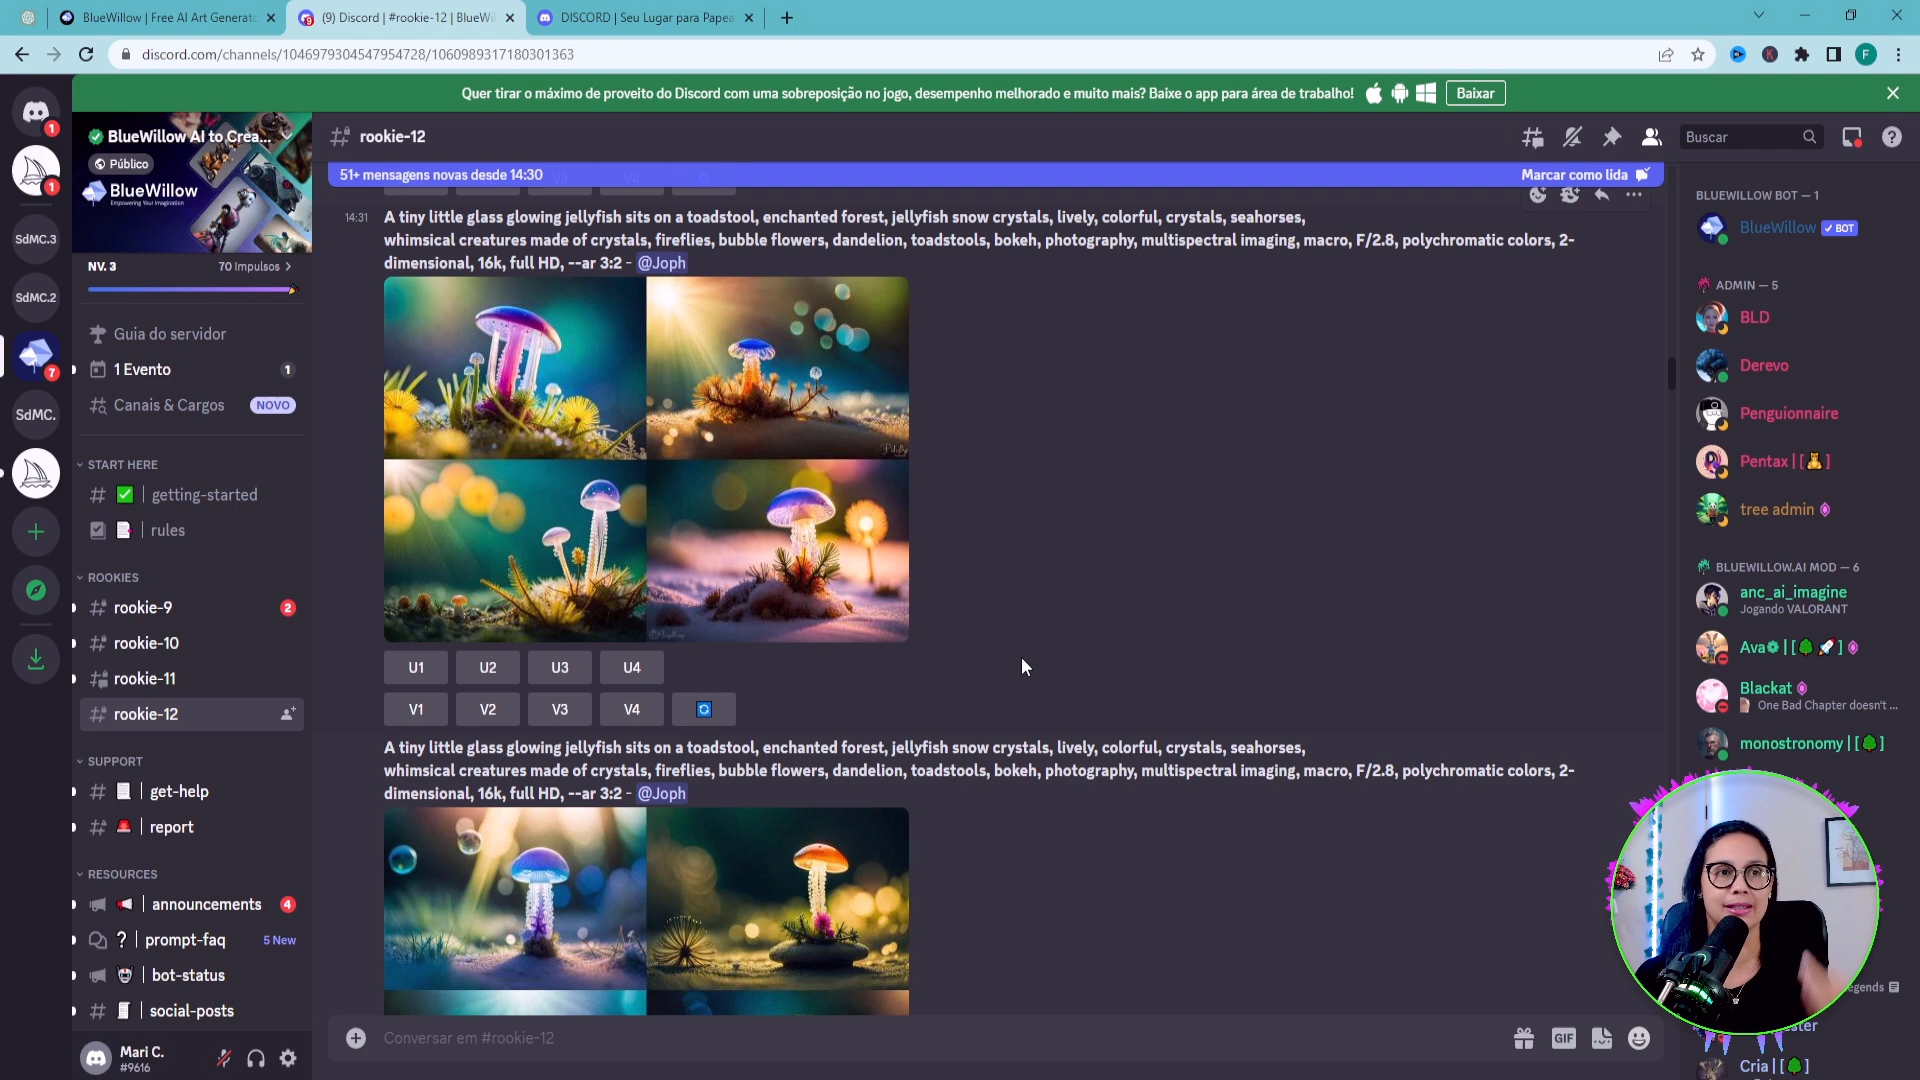 BlueWillow | Free AI Art Generato
(9) Discord | #rookie-12 | BlueWil
DISCORD | Seu Lugar para Papea
discord.com/channels/1046979304547954728/1060989317180301363
F
Quer tirar o máximo de proveito do Discord com uma sobreposição no jogo, desempenho melhorado e muito mais? Baixe o app para área de trabalho!
Baixar
1
1
SdMC.3
SdMC.2
7
SdMC.
BlueWillow AI to Crea...
Público
BlueWillow
Empowering Your Imagination
NV. 3
70 Impulsos
Guia do servidor
1 Evento
1
Canais & Cargos
NOVO
START HERE
getting-started
rules
ROOKIES
rookie-9
2
rookie-10
rookie-11
rookie-12
SUPPORT
get-help
report
RESOURCES
announcements
4
prompt-faq
5 New
bot-status
social-posts
Mari C.
#9616
rookie-12
Buscar
51+ mensagens novas desde 14:30
Marcar como lida
V3
V4
14:31
A tiny little glass glowing jellyfish sits on a toadstool, enchanted forest, jellyfish snow crystals, lively, colorful, crystals, seahorses,
whimsical creatures made of crystals, fireflies, bubble flowers, dandelion, toadstools, bokeh, photography, multispectral imaging, macro, F/2.8, polychromatic colors, 2-
dimensional, 16k, full HD, --ar 3:2 - @Joph
U1
U2
U3
U4
V1
V2
V3
V4
A tiny little glass glowing jellyfish sits on a toadstool, enchanted forest, jellyfish snow crystals, lively, colorful, crystals, seahorses,
whimsical creatures made of crystals, fireflies, bubble flowers, dandelion, toadstools, bokeh, photography, multispectral imaging, macro, F/2.8, polychromatic colors, 2-
dimensional, 16k, full HD, --ar 3:2 - @Joph
Conversar em #rookie-12
GIF
BLUEWILLOW BOT — 1
BlueWillow
BOT
ADMIN — 5
BLD
Derevo
Penguionnaire
Pentax | [🧸]
tree admin
BLUEWILLOW.AI MOD — 6
anc_ai_imagine
Jogando VALORANT
Ava❁ | [🌳 🚀]
Blackat
One Bad Chapter doesn't ...
monostronomy | [🌳]
egends
Cria | [🌳]